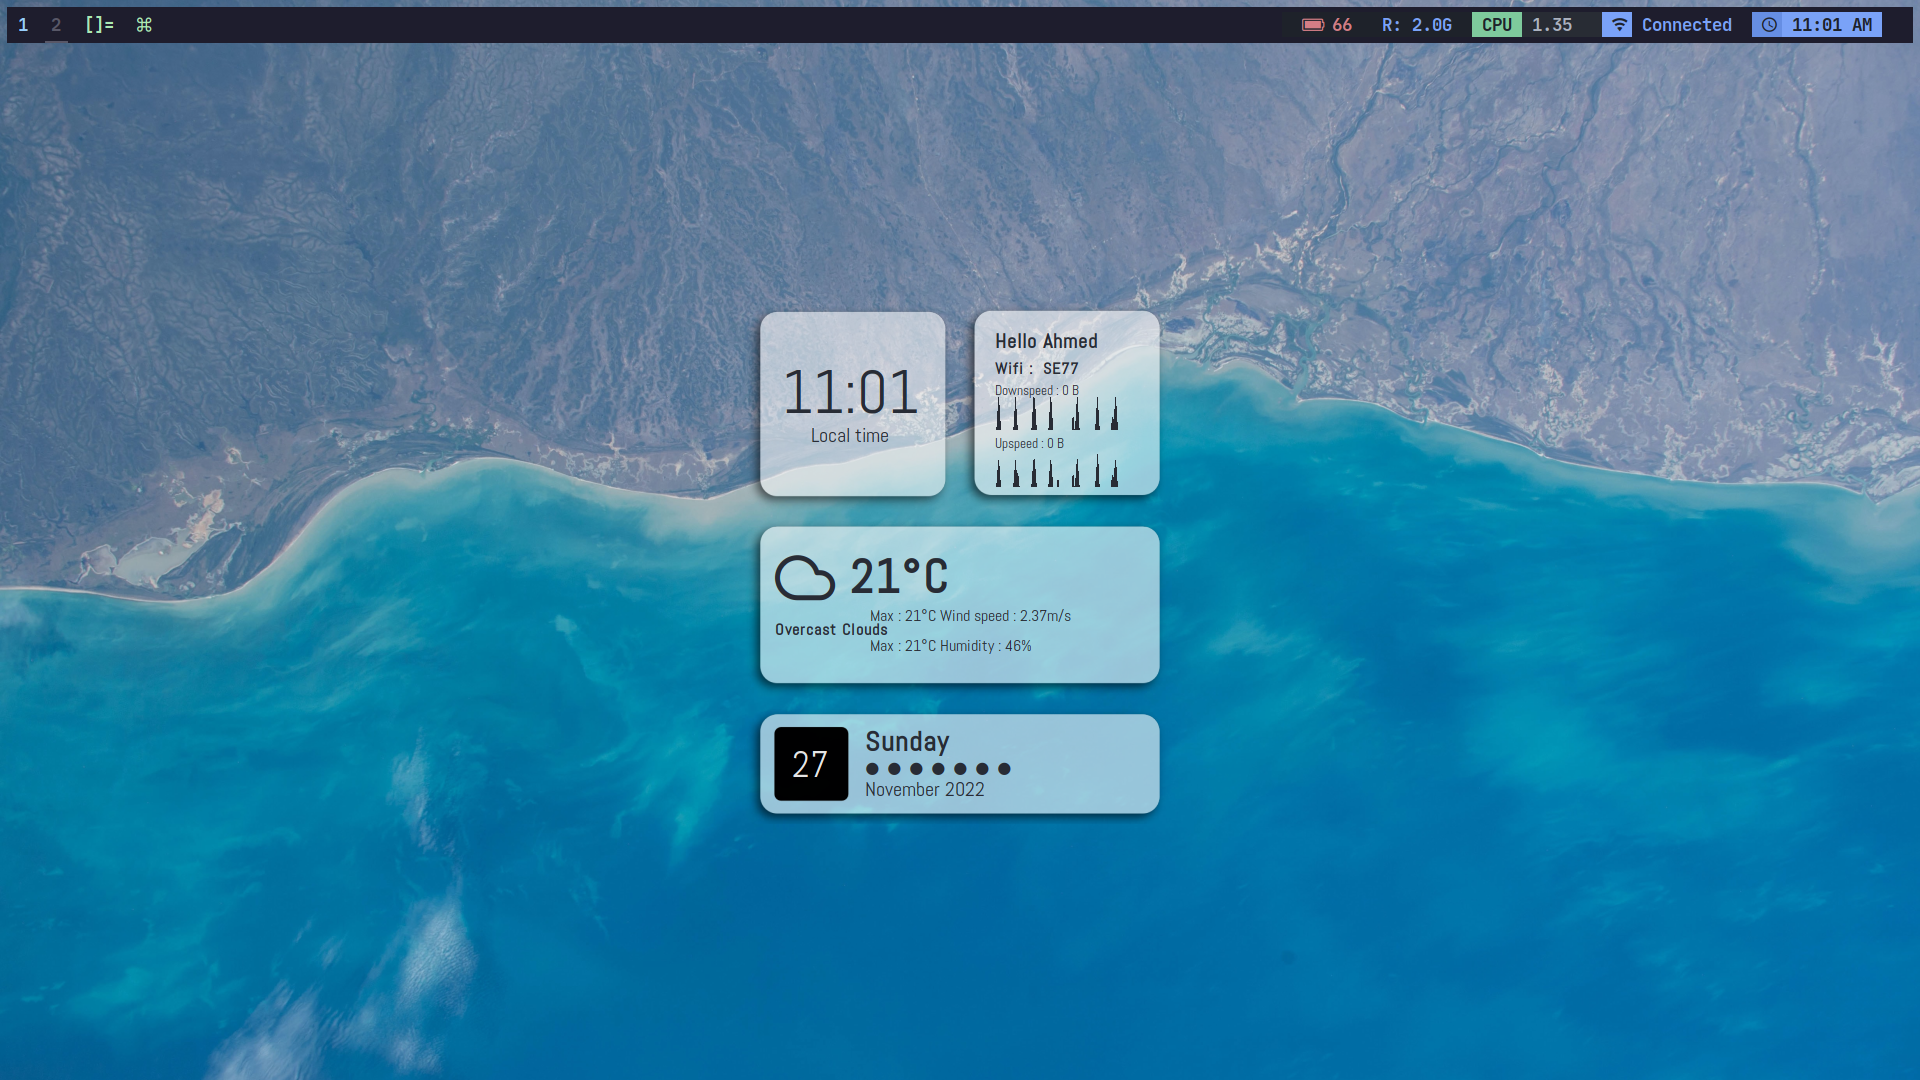 1 2 []= ⌘ 66 R: 2.0G CPU 1.35 Connected 11:01 AM
11:01
Local time
Hello Ahmed
Wifi : SE77
Downspeed : 0 B
Upspeed : 0 B
21°C
Max : 21°C Wind speed : 2.37m/s
Overcast Clouds
Max : 21°C Humidity : 46%
27
Sunday
November 2022